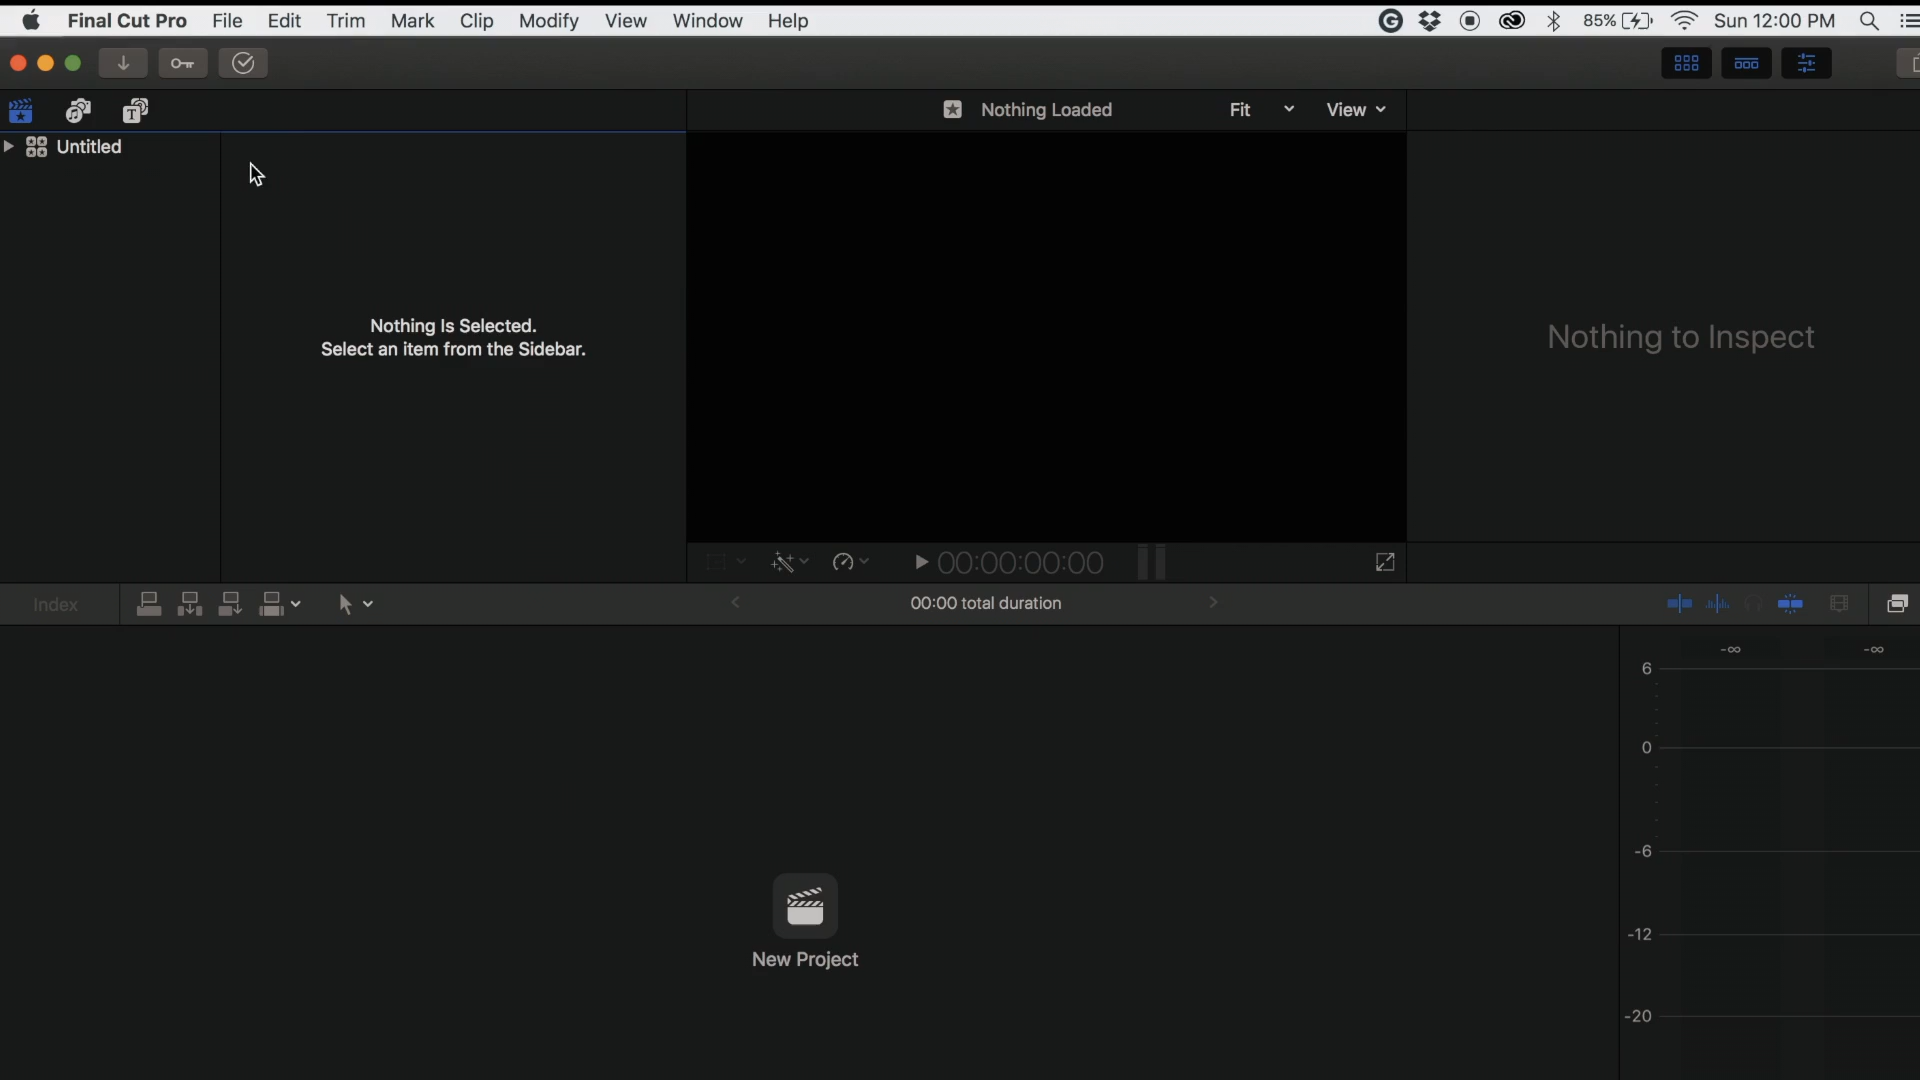 Final Cut Pro File Edit Trim Mark Clip Modify View Window Help 85% Sun 12:00 PM
Nothing Loaded Fit View
Untitled
Nothing Is Selected.
Select an item from the Sidebar.
Nothing to Inspect
00:00:00:00
Index
00:00 total duration
-∞ -∞
6
0
-6
-12
-20
New Project